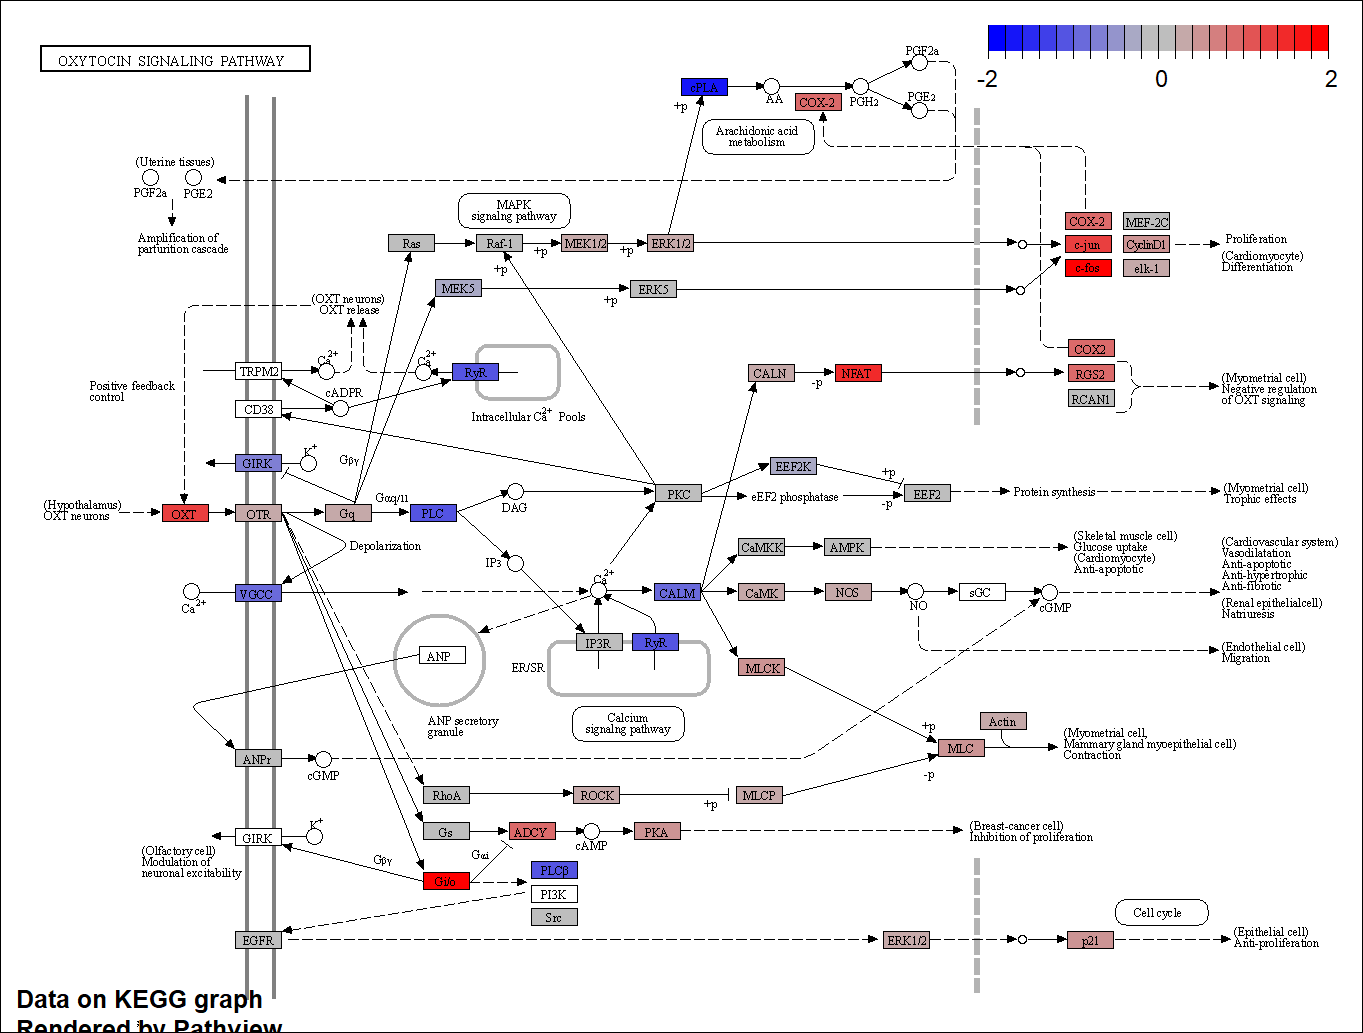 OXYTOCIN SIGNALING PATHWAY
-2
0
2
PGF2a
cPLA
+p
AA
COX-2
PGH2
PGE2
Arachidonic acid
metabolism
(Uterine tissues)
PGF2a
PGE2
Amplification of
parturition cascade
MAPK
signalng pathway
Ras
Raf-1
+p
MEK1/2
+p
ERK1/2
+p
MEK5
+p
ERK5
COX-2
MEF-2C
c-jun
CyclinD1
c-fos
elk-1
Proliferation
(Cardiomyocyte)
Differentiation
(OXT neurons)
OXT release
TRPM2
Ca2+
Ca2+
RyR
cADPR
CD38
Intracellular Ca2+ Pools
Positive feedback
control
CALN
-p
NFAT
COX2
RGS2
RCAN1
(Myometrial cell)
Negative regulation
of OXT signaling
GIRK
K+
Gβγ
Gαq/11
(Hypothalamus)
OXT neurons
OXT
OTR
Gq
PLC
DAG
IP3
PKC
EEF2K
+p
eEF2 phosphatase
-p
EEF2
Protein synthesis
(Myometrial cell)
Trophic effects
Depolarization
Ca2+
VGCC
Ca2+
CALM
CaMKK
AMPK
(Skeletal muscle cell)
Glucose uptake
(Cardiomyocyte)
Anti-apoptotic
CaMK
NOS
NO
sGC
cGMP
(Cardiovascular system)
Vasodilatation
Anti-apoptotic
Anti-hypertrophic
Anti-fibrotic
(Renal epithelialcell)
Natriuresis
IP3R
RyR
ER/SR
ANP
ANP secretory
granule
Calcium
signalng pathway
MLCK
(Endothelial cell)
Migration
+p
Actin
MLC
-p
(Myometrial cell,
Mammary gland myoepithelial cell)
Contraction
ANPr
cGMP
RhoA
ROCK
+p
MLCP
Gs
ADCY
cAMP
PKA
(Breast-cancer cell)
Inhibition of proliferation
GIRK
K+
(Olfactory cell)
Modulation of
neuronal excitability
Gβγ
Gαi
Gi/o
PLCβ
PI3K
Src
EGFR
ERK1/2
p21
Cell cycle
(Epithelial cell)
Anti-proliferation
Data on KEGG graph
Rendered by Pathview